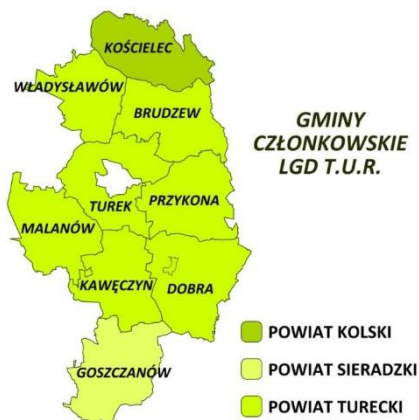 KOŚCIELEC
WŁADYSŁAWÓW
BRUDZEW
GMINY
CZŁONKOWSKIE
LGD T.U.R.
TUREK
PRZYKONA
MALANÓW
KAWĘCZYN
DOBRA
GOSZCZANÓW
POWIAT KOLSKI
POWIAT SIERADZKI
POWIAT TURECKI